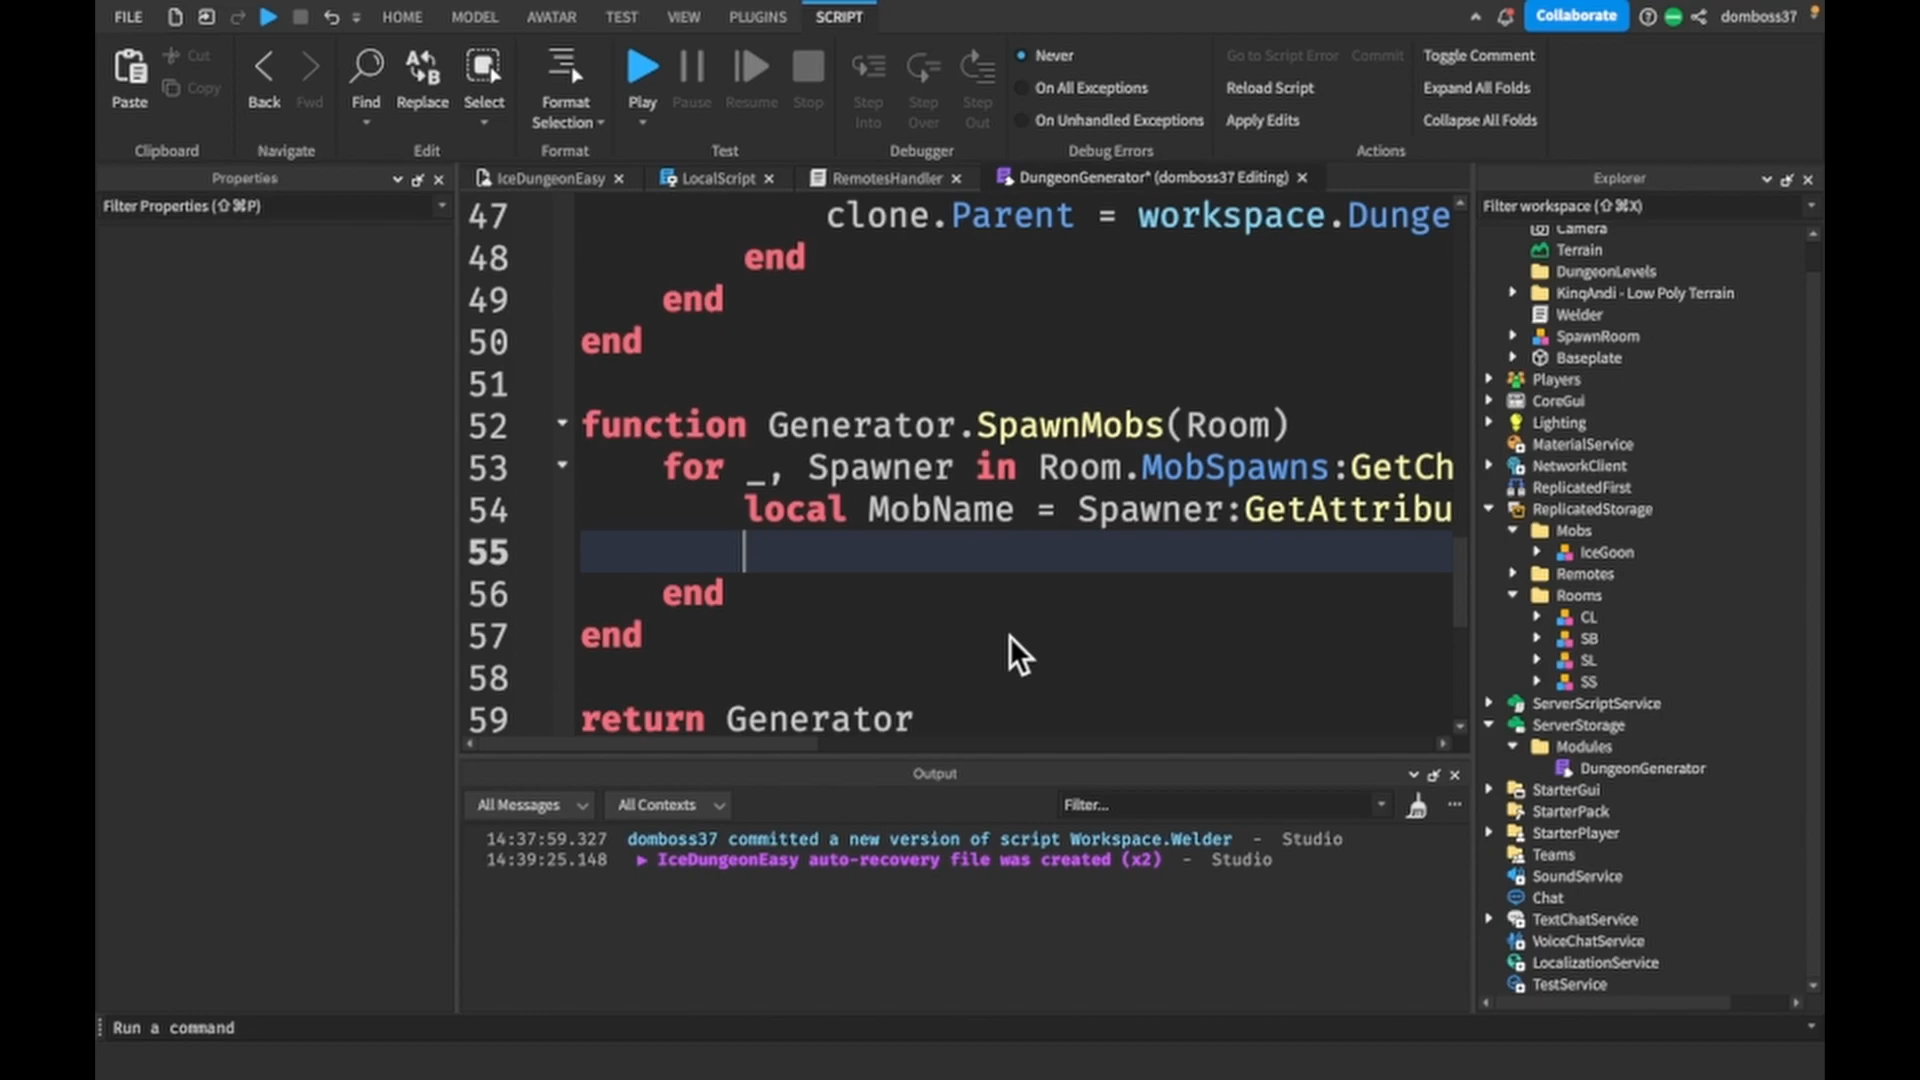 FILE HOME MODEL AVATAR TEST VIEW PLUGINS SCRIPT Collaborate domboss37
Paste Cut Copy Back Fwd Find Replace Select Format Selection Play Pause Resume Stop Step Into Step Over Step Out
Never
On All Exceptions
On Unhandled Exceptions
Go to Script Error Commit
Reload Script
Apply Edits
Toggle Comment
Expand All Folds
Collapse All Folds
Clipboard Navigate Edit Format Test Debugger Debug Errors Actions
Properties
Filter Properties (⇧⌘P)
IceDungeonEasy LocalScript RemotesHandler DungeonGenerator* (domboss37 Editing)
47 clone.Parent = workspace.Dunge
48 end
49 end
50 end
51
52 function Generator.SpawnMobs(Room)
53 for _, Spawner in Room.MobSpawns:GetCh
54 local MobName = Spawner:GetAttribu
55
56 end
57 end
58
59 return Generator
Output
All Messages All Contexts Filter...
14:37:59.327 domboss37 committed a new version of script Workspace.Welder - Studio
14:39:25.148 ▶ IceDungeonEasy auto-recovery file was created (x2) - Studio
Explorer
Filter workspace (⇧⌘X)
Camera
Terrain
DungeonLevels
KinqAndi - Low Poly Terrain
Welder
SpawnRoom
Baseplate
Players
CoreGui
Lighting
MaterialService
NetworkClient
ReplicatedFirst
ReplicatedStorage
Mobs
IceGoon
Remotes
Rooms
CL
SB
SL
SS
ServerScriptService
ServerStorage
Modules
DungeonGenerator
StarterGui
StarterPack
StarterPlayer
Teams
SoundService
Chat
TextChatService
VoiceChatService
LocalizationService
TestService
Run a command